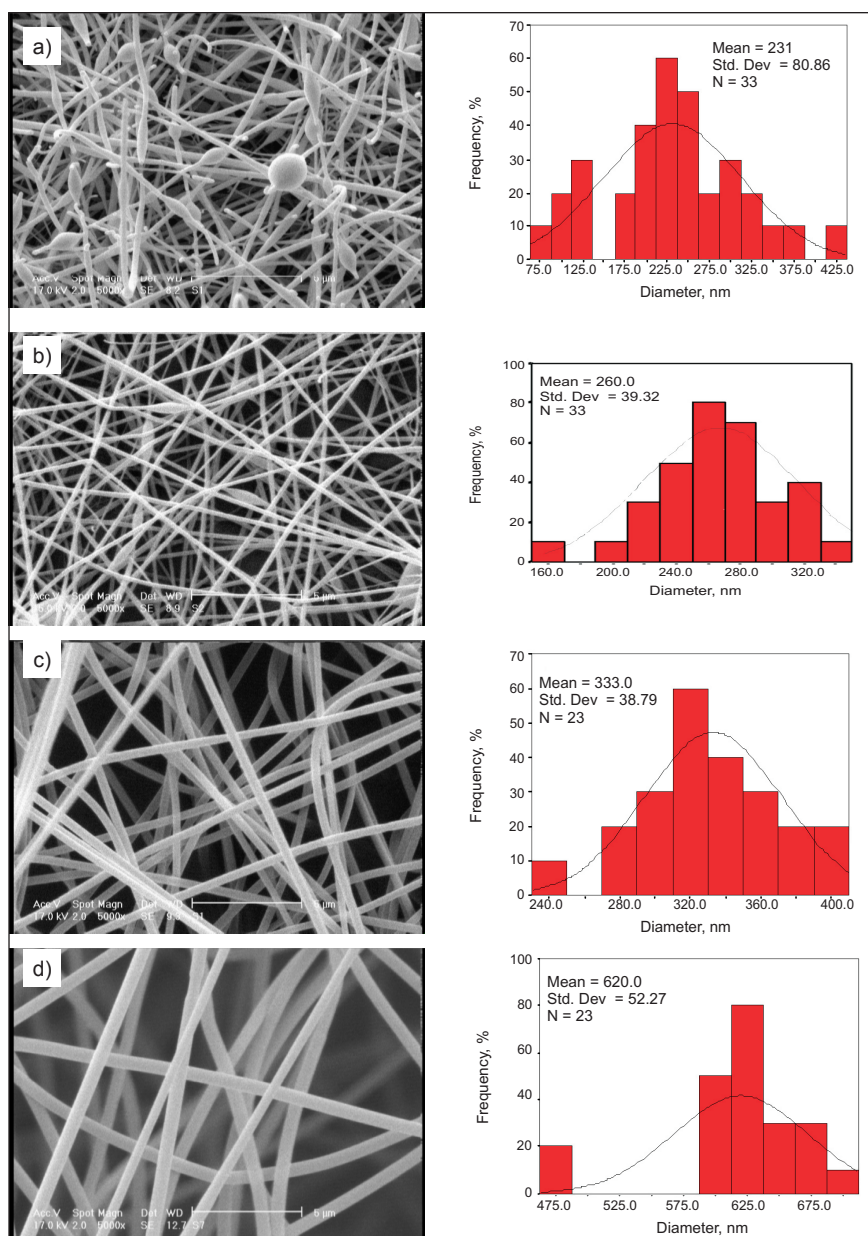 a)
Acc.V Spot Magn Det WD 5 µm
17.0 kV 2.0 5000x SE 8.2 S1
70
60
50
40
30
20
10
0
Frequency, %
Mean = 231
Std. Dev = 80.86
N = 33
75.0 125.0 175.0 225.0 275.0 325.0 375.0 425.0
Diameter, nm
b)
Acc.V Spot Magn Det WD 5 µm
5000x SE 8.9 S2
100
80
60
40
20
0
Frequency, %
Mean = 260.0
Std. Dev = 39.32
N = 33
160.0 200.0 240.0 280.0 320.0
Diameter, nm
c)
Acc.V Spot Magn Det WD 5 µm
17.0 kV 2.0 5000x SE S1
70
60
50
40
30
20
10
0
Frequency, %
Mean = 333.0
Std. Dev = 38.79
N = 23
240.0 280.0 320.0 360.0 400.0
Diameter, nm
d)
Acc.V Spot Magn Det WD 5 µm
17.0 kV 2.0 5000x SE 12.7 S7
100
80
60
40
20
0
Frequency, %
Mean = 620.0
Std. Dev = 52.27
N = 23
475.0 525.0 575.0 625.0 675.0
Diameter, nm